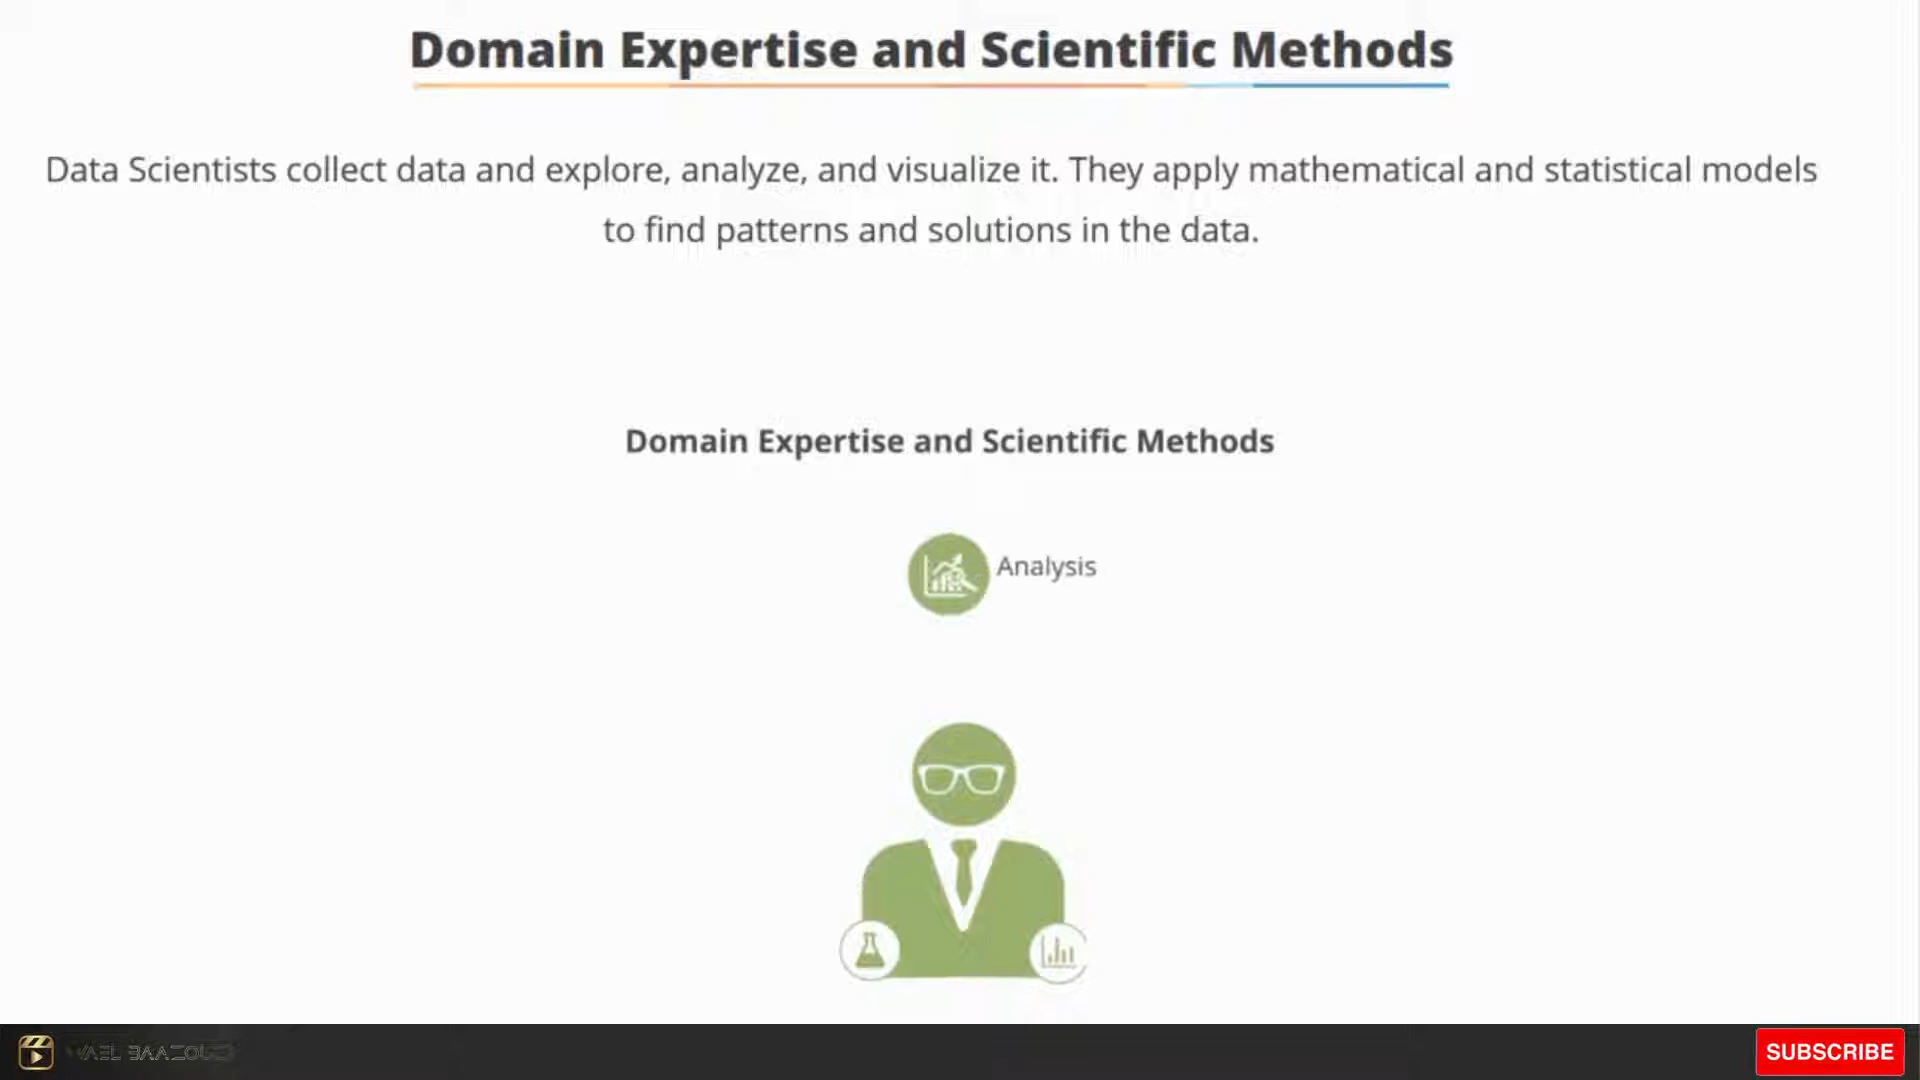 Domain Expertise and Scientific Methods
Data Scientists collect data and explore, analyze, and visualize it. They apply mathematical and statistical models
to find patterns and solutions in the data.
Domain Expertise and Scientific Methods
Analysis
SUBSCRIBE